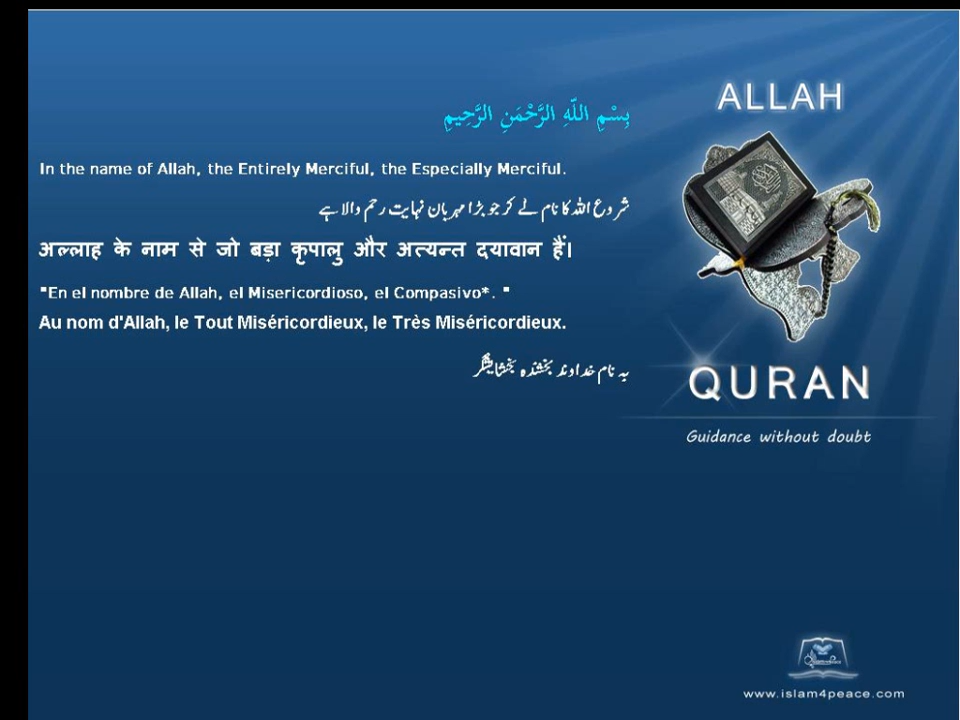 بِسْمِ اللَّهِ الرَّحْمَنِ الرَّحِيمِ
In the name of Allah, the Entirely Merciful, the Especially Merciful.
شروع الله کا نام لے کر جو بڑا مہربان نہایت رحم والا ہے
अल्लाह के नाम से जो बड़ा कृपालु और अत्यन्त दयावान हैं।
"En el nombre de Allah, el Misericordioso, el Compasivo*. "
Au nom d'Allah, le Tout Miséricordieux, le Très Miséricordieux.
به نام خداوند بخشنده بخشایشگر
ALLAH
QURAN
Guidance without doubt
www.islam4peace.com